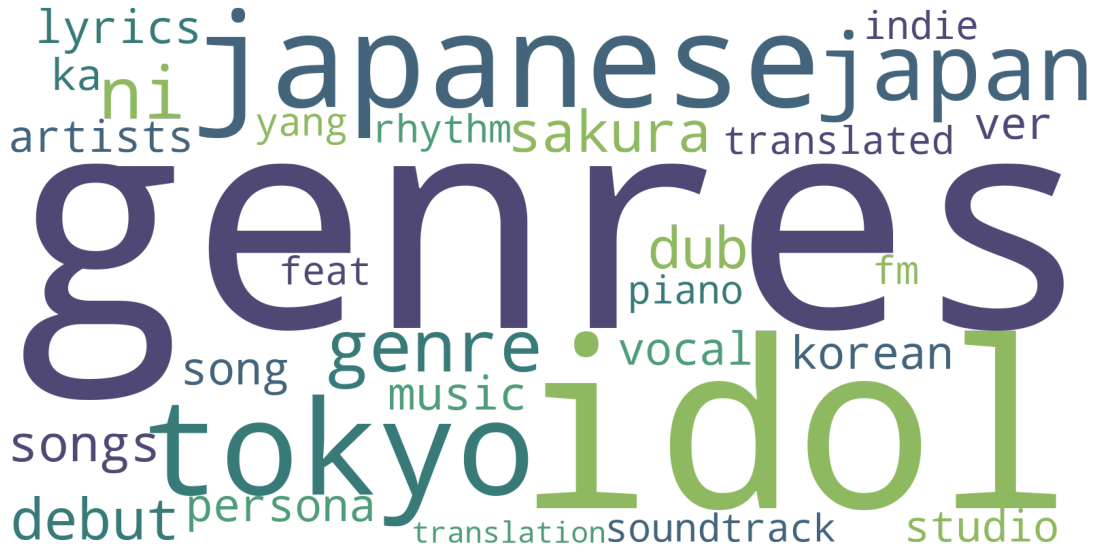 lyrics japanese indie
ka ni japan
artists yang rhythm sakura translated ver
genres
feat dub fm
piano
genre vocal korean
song idol
music
songs tokyo
debut persona
translation soundtrack studio